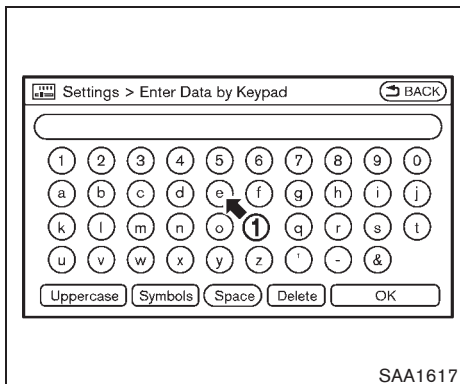 Settings > Enter Data by Keypad BACK
1 2 3 4 5 6 7 8 9 0
a b c d e f g h i j
k l m n o 1 q r s t
u v w x y z ' - &
Uppercase Symbols Space Delete OK
SAA1617